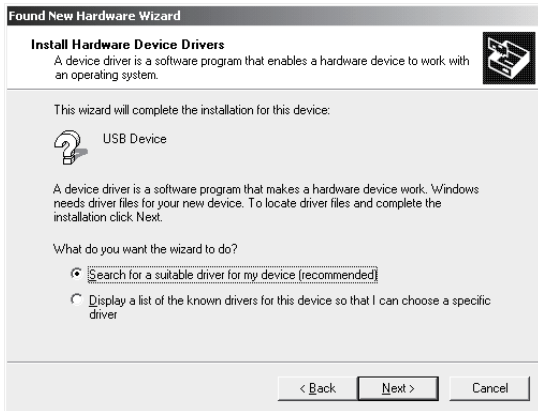 Found New Hardware Wizard
Install Hardware Device Drivers
A device driver is a software program that enables a hardware device to work with
an operating system.
This wizard will complete the installation for this device:
USB Device
A device driver is a software program that makes a hardware device work. Windows
needs driver files for your new device. To locate driver files and complete the
installation click Next.
What do you want the wizard to do?
Search for a suitable driver for my device (recommended)
Display a list of the known drivers for this device so that I can choose a specific
driver
< Back Next > Cancel